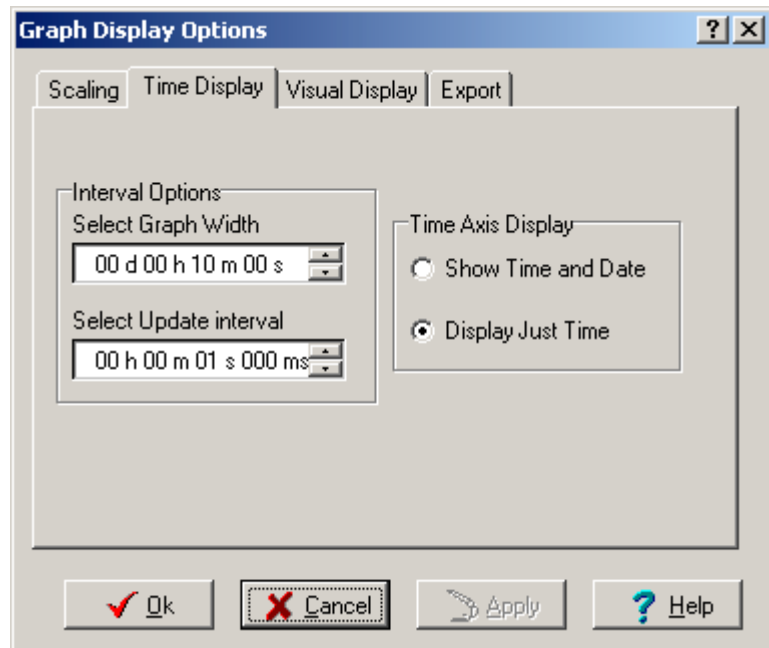 Graph Display Options
Scaling Time Display Visual Display Export
Interval Options
Select Graph Width
00 d 00 h 10 m 00 s
Select Update interval
00 h 00 m 01 s 000 ms
Time Axis Display
Show Time and Date
Display Just Time
Ok Cancel Apply Help